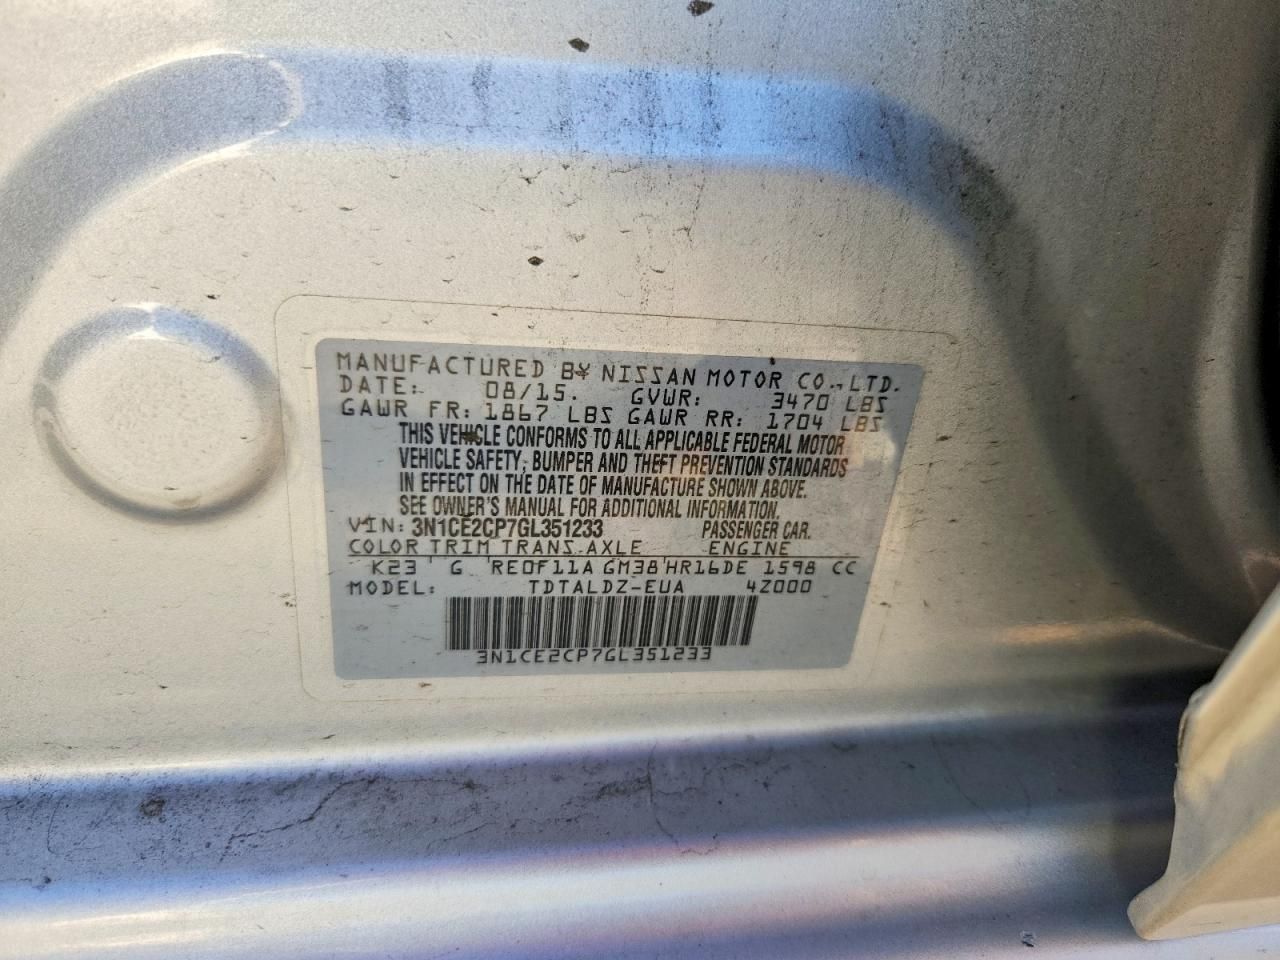 MANUFACTURED BY NISSAN MOTOR CO., LTD.
DATE: 08/15. GVWR: 3470 LBS
GAWR FR: 1867 LBS GAWR RR: 1704 LBS
THIS VEHICLE CONFORMS TO ALL APPLICABLE FEDERAL MOTOR
VEHICLE SAFETY, BUMPER AND THEFT PREVENTION STANDARDS
IN EFFECT ON THE DATE OF MANUFACTURE SHOWN ABOVE.
SEE OWNER'S MANUAL FOR ADDITIONAL INFORMATION.
VIN: 3N1CE2CP7GL351233 PASSENGER CAR.
COLOR TRIM TRANS AXLE ENGINE
K23 G RE0F11A GM38 HR16DE 1598 CC
MODEL: TDTALDZ-EUA 4Z000
3N1CE2CP7GL351233